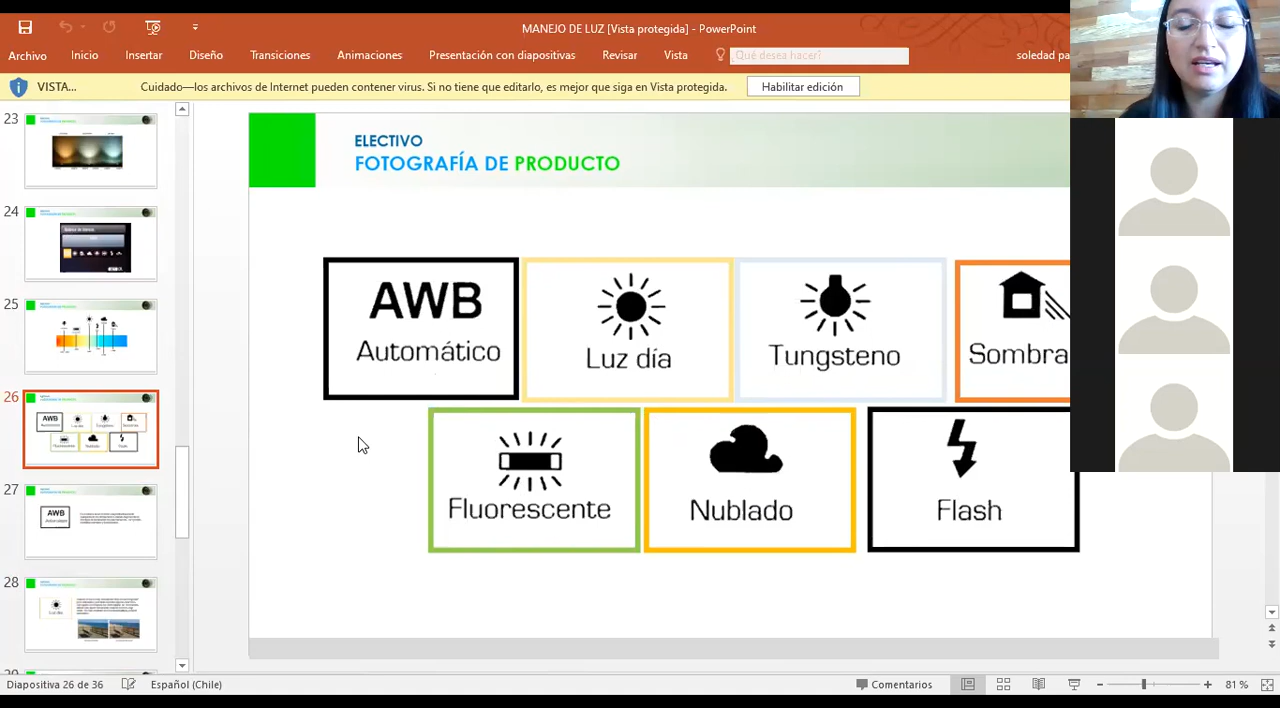 MANEJO DE LUZ [Vista protegida] - PowerPoint
Archivo Inicio Insertar Diseño Transiciones Animaciones Presentación con diapositivas Revisar Vista ¿Qué desea hacer? soledad pa
VISTA... Cuidado—los archivos de Internet pueden contener virus. Si no tiene que editarlo, es mejor que siga en Vista protegida. Habilitar edición
23
24
25
26
27
28
ELECTIVO
FOTOGRAFÍA DE PRODUCTO
AWB
Automático
Luz día
Tungsteno
Sombra
Fluorescente
Nublado
Flash
Diapositiva 26 de 36 Español (Chile) Comentarios 81 %